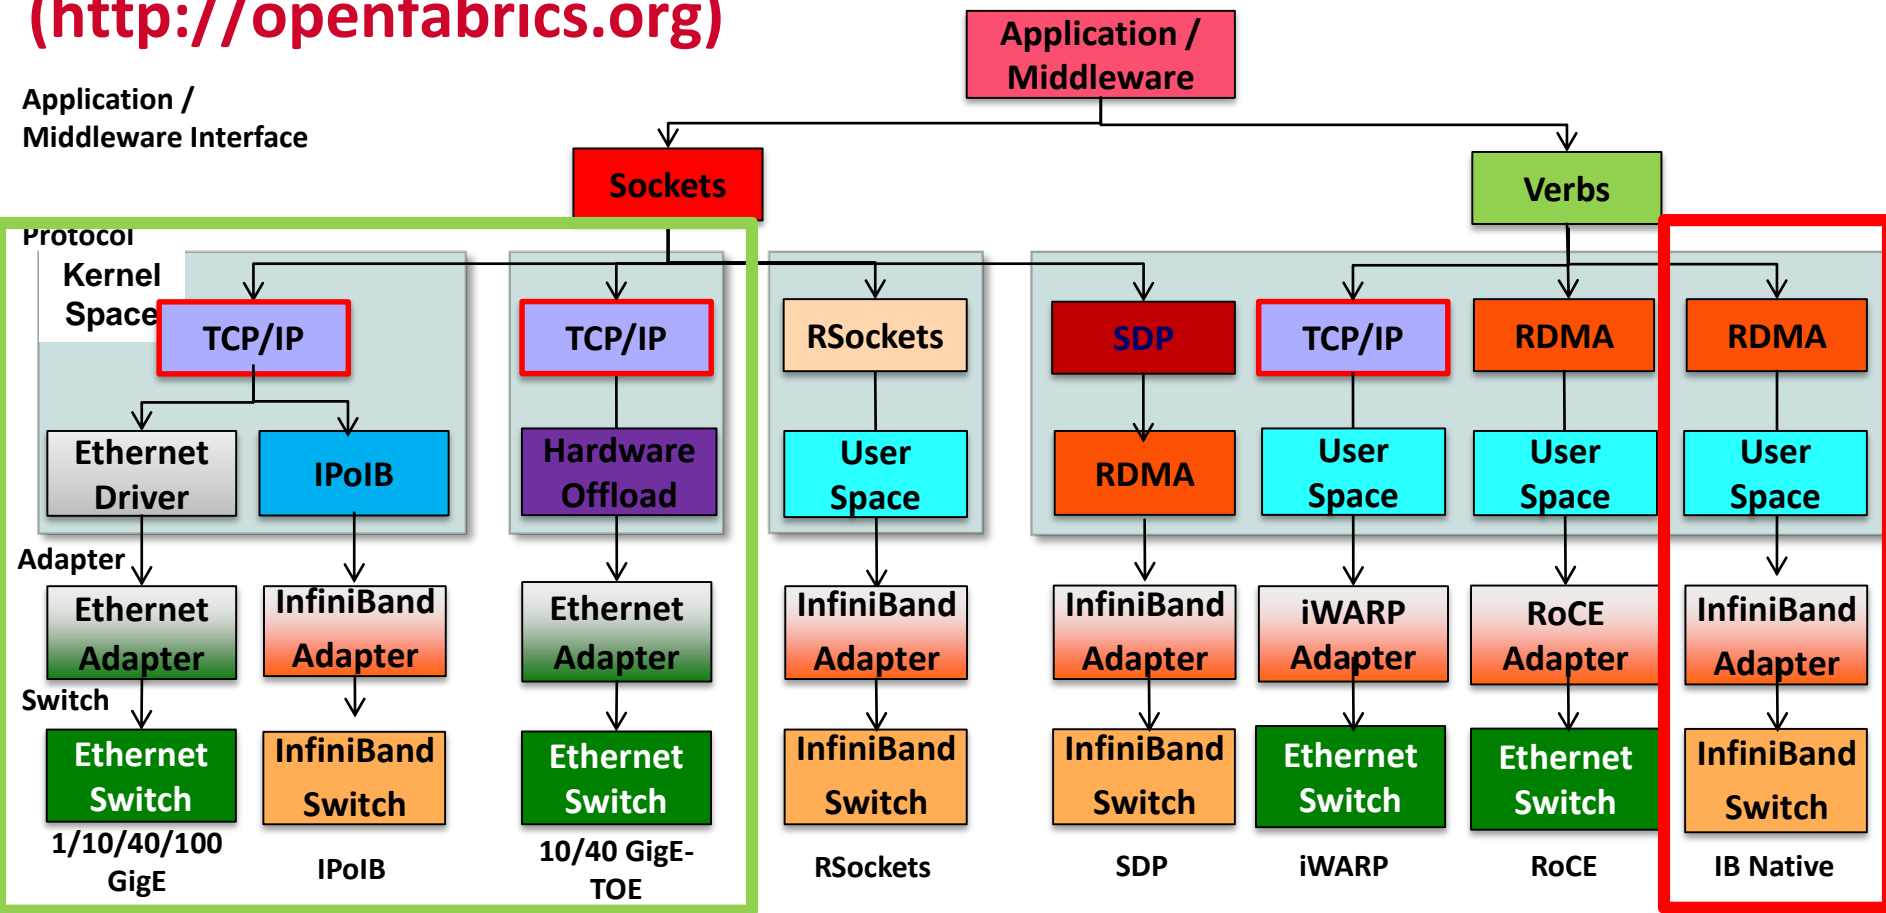 (http://openfabrics.org)
Application /
Middleware
Application /
Middleware Interface
Sockets
Verbs
Protocol
Kernel
Space
TCP/IP
TCP/IP
RSockets
SDP
TCP/IP
RDMA
RDMA
Ethernet
Driver
IPoIB
Hardware
Offload
User
Space
RDMA
User
Space
User
Space
User
Space
Adapter
Ethernet
Adapter
InfiniBand
Adapter
Ethernet
Adapter
InfiniBand
Adapter
InfiniBand
Adapter
iWARP
Adapter
RoCE
Adapter
InfiniBand
Adapter
Switch
Ethernet
Switch
InfiniBand
Switch
Ethernet
Switch
InfiniBand
Switch
InfiniBand
Switch
Ethernet
Switch
Ethernet
Switch
InfiniBand
Switch
1/10/40/100
GigE
IPoIB
10/40 GigE-
TOE
RSockets
SDP
iWARP
RoCE
IB Native